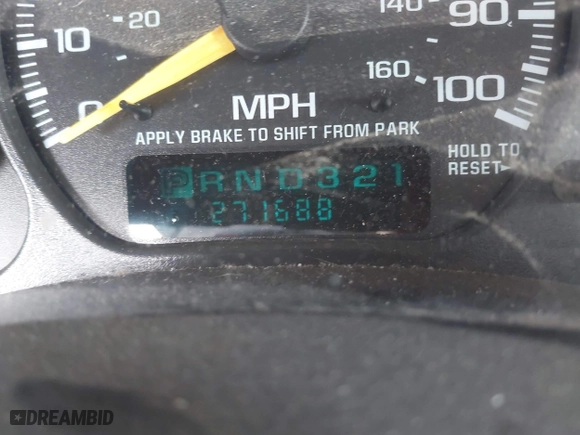 140
90
20
10
160
100
0
MPH
APPLY BRAKE TO SHIFT FROM PARK
HOLD TO
RESET
PRND321
271688
DREAMBID